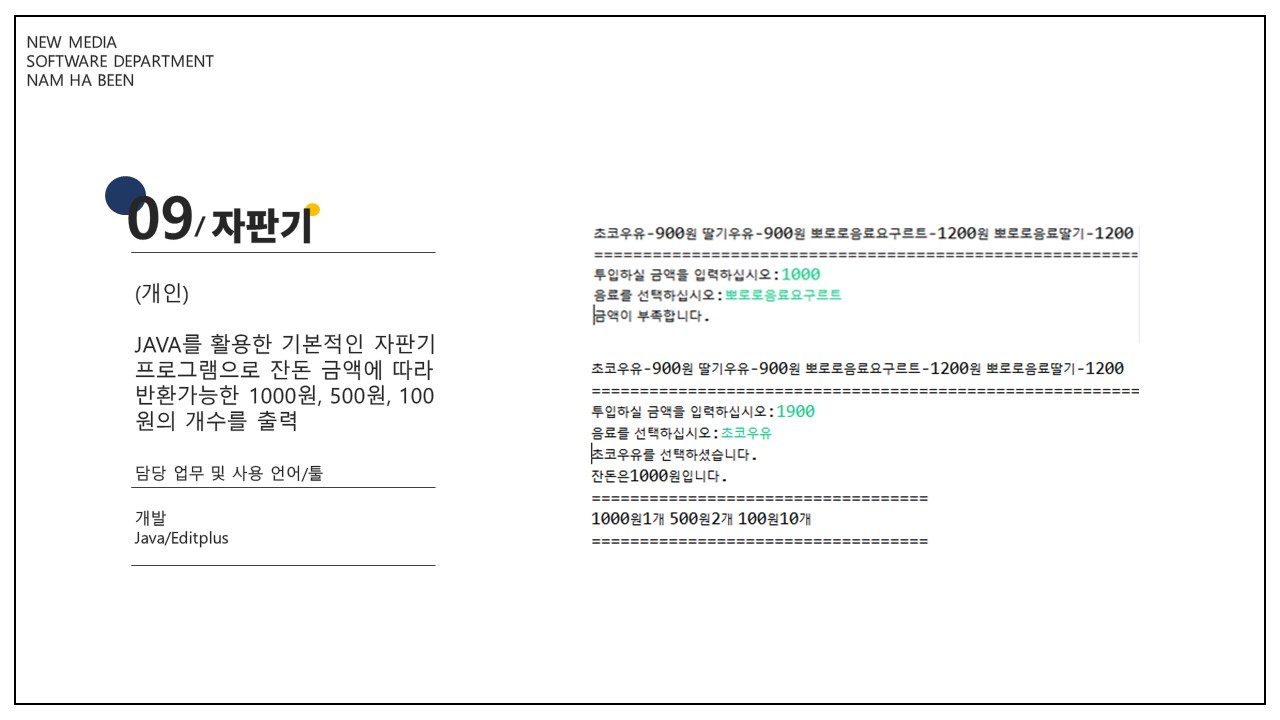 NEW MEDIA
SOFTWARE DEPARTMENT
NAM HA BEEN
09/ 자판기
(개인)
JAVA를 활용한 기본적인 자판기
프로그램으로 잔돈 금액에 따라
반환가능한 1000원, 500원, 100
원의 개수를 출력
담당 업무 및 사용 언어/툴
개발
Java/Editplus
초코우유-900원 딸기우유-900원 뽀로로음료요구르트-1200원 뽀로로음료딸기-1200
=========================================================
투입하실 금액을 입력하십시오:1000
음료를 선택하십시오:뽀로로음료요구르트
금액이 부족합니다.
초코우유-900원 딸기우유-900원 뽀로로음료요구르트-1200원 뽀로로음료딸기-1200
=========================================================
투입하실 금액을 입력하십시오:1900
음료를 선택하십시오:초코우유
초코우유를 선택하셨습니다.
잔돈은1000원입니다.
===================================
1000원1개 500원2개 100원10개
===================================